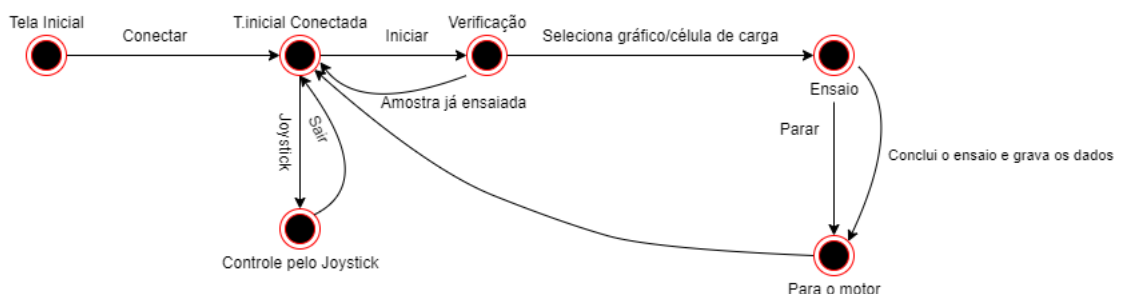 Tela Inicial
Conectar
T.inicial Conectada
Iniciar
Verificação
Seleciona gráfico/célula de carga
Ensaio
Amostra já ensaiada
Joystick
Sair
Parar
Conclui o ensaio e grava os dados
Controle pelo Joystick
Para o motor